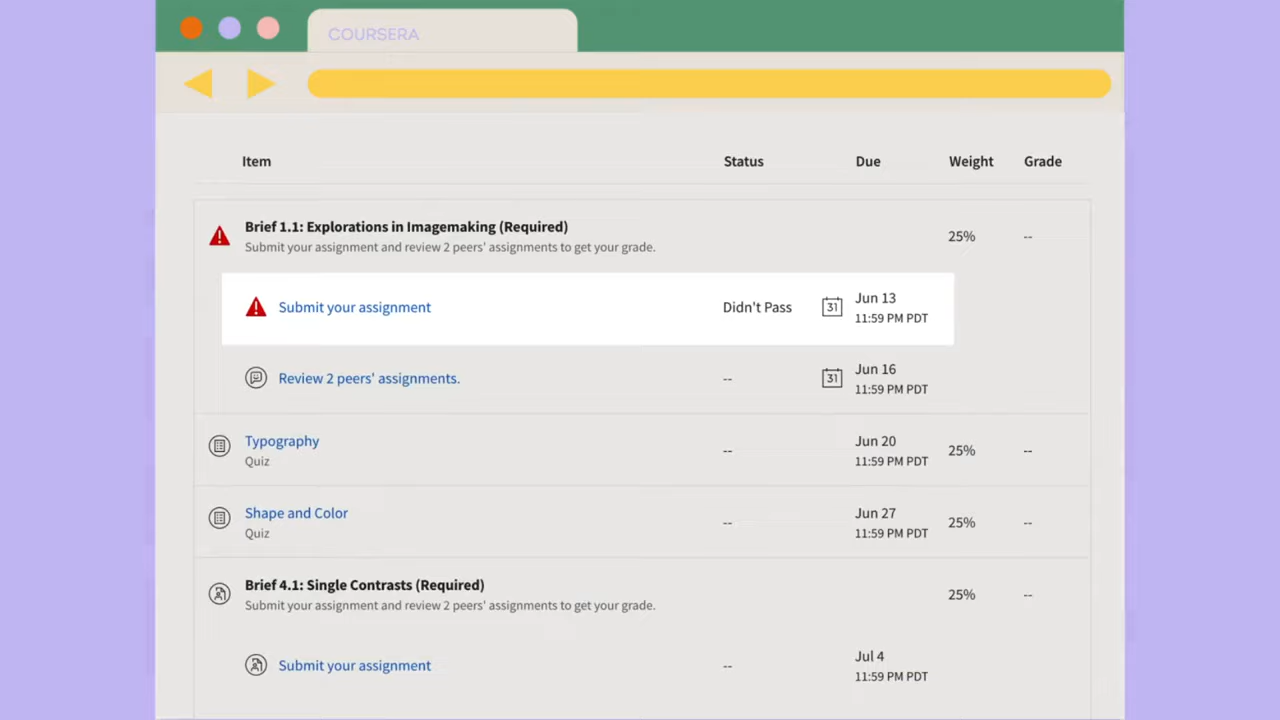 COURSERA
Item Status Due Weight Grade
Brief 1.1: Explorations in Imagemaking (Required)
Submit your assignment and review 2 peers' assignments to get your grade.
25% --
Submit your assignment Didn't Pass 31 Jun 13
11:59 PM PDT
Review 2 peers' assignments. -- 31 Jun 16
11:59 PM PDT
Typography -- Jun 20 25% --
Quiz 11:59 PM PDT
Shape and Color -- Jun 27 25% --
Quiz 11:59 PM PDT
Brief 4.1: Single Contrasts (Required)
Submit your assignment and review 2 peers' assignments to get your grade.
25% --
Submit your assignment -- Jul 4
11:59 PM PDT